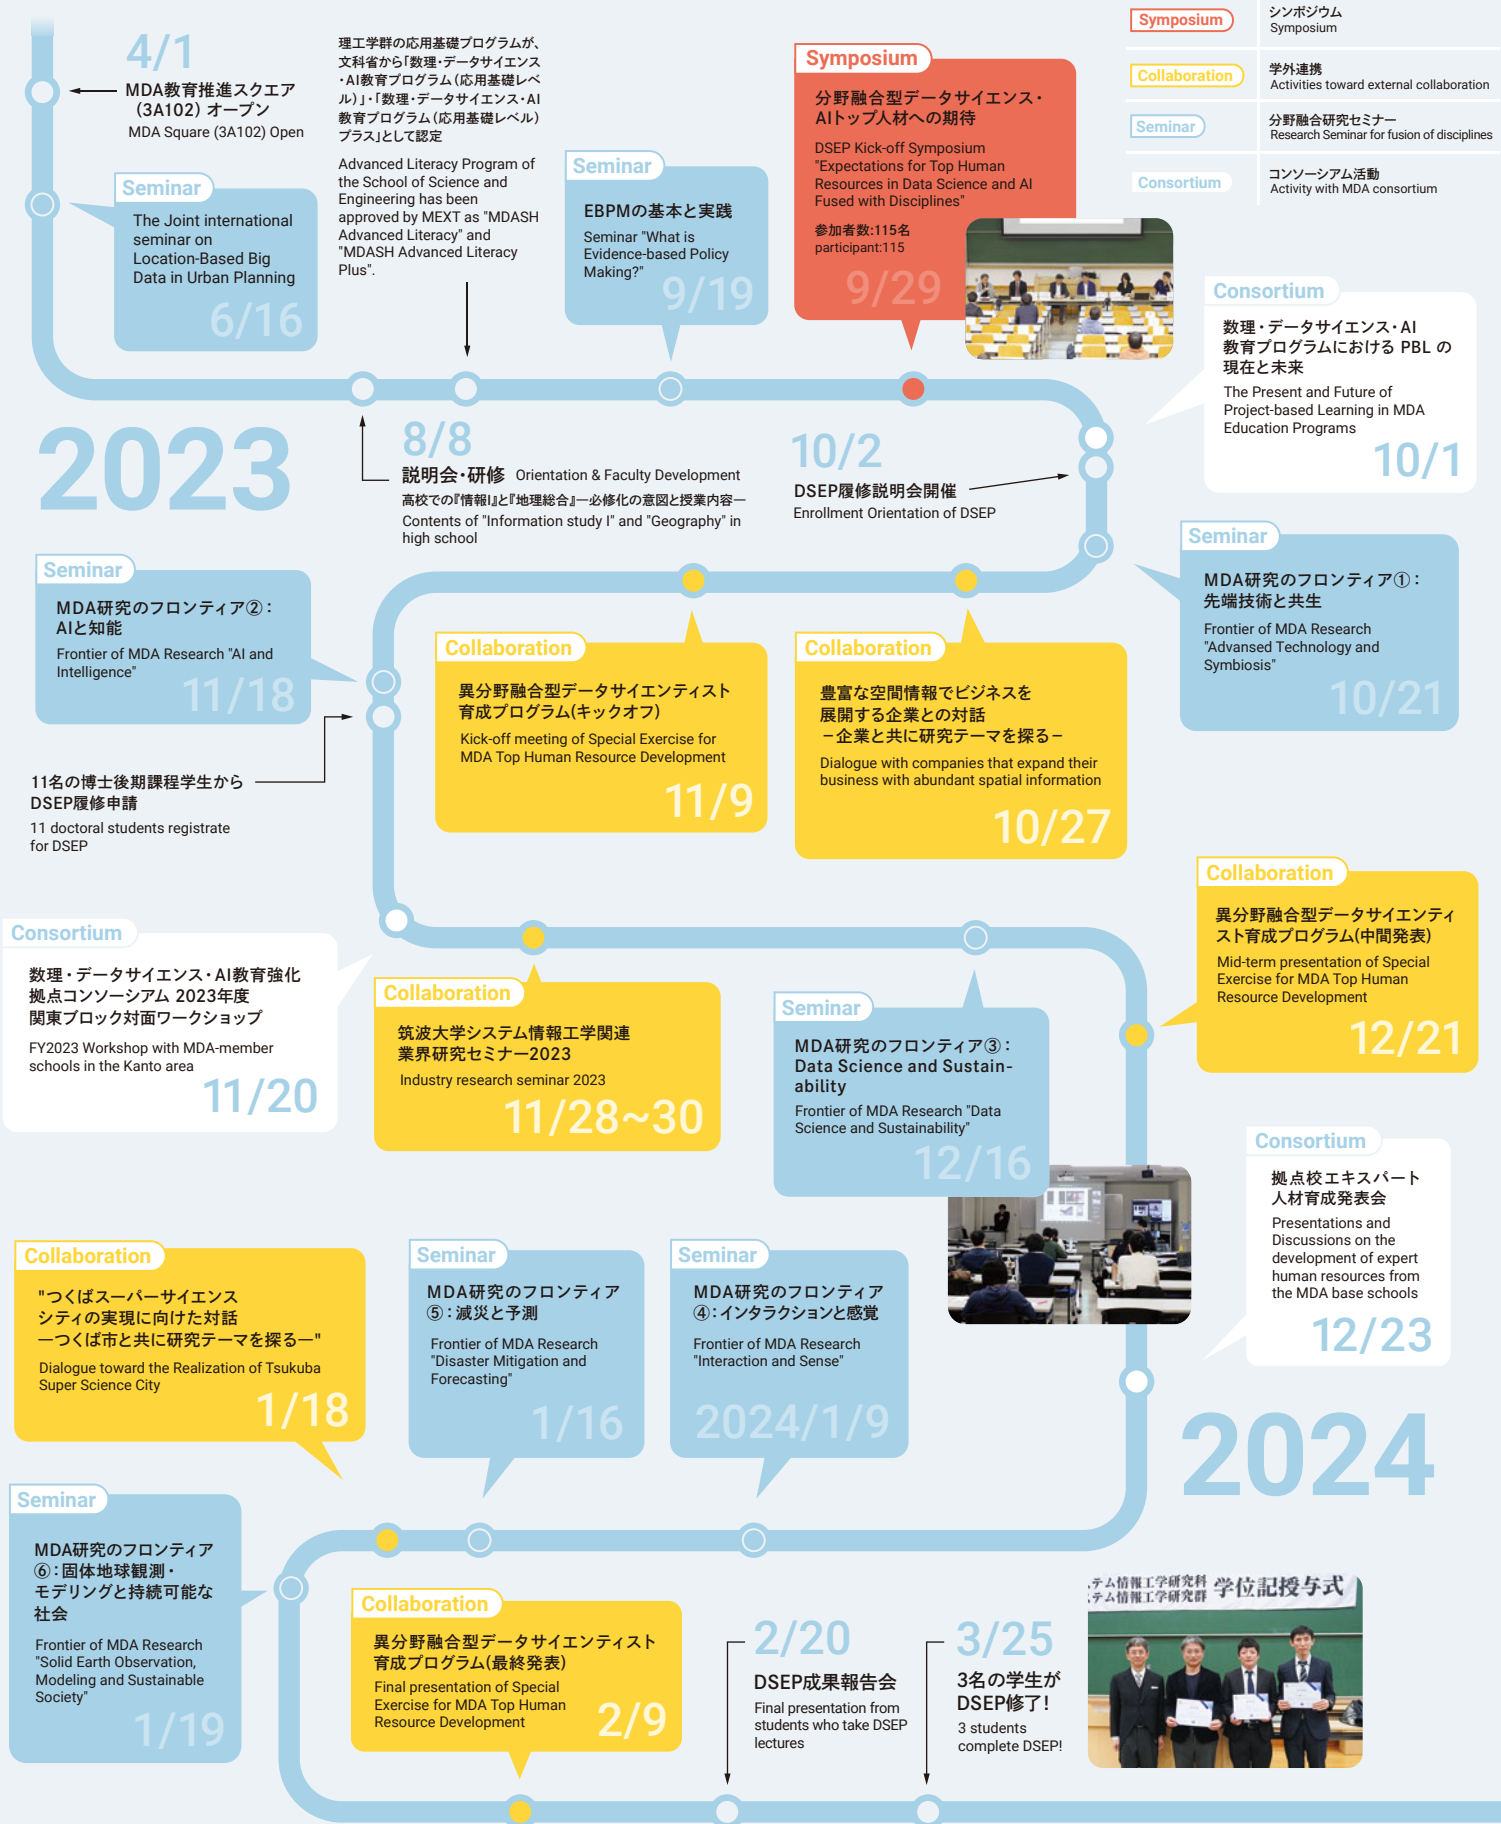 Symposium
シンポジウム
Symposium
Collaboration
学外連携
Activities toward external collaboration
Seminar
分野融合研究セミナー
Research Seminar for fusion of disciplines
Consortium
コンソーシアム活動
Activity with MDA consortium
4/1
MDA教育推進スクエア
（3A102） オープン
MDA Square (3A102) Open
Seminar
The Joint international
seminar on
Location-Based Big
Data in Urban Planning
6/16
理工学群の応用基礎プログラムが、
文科省から「数理・データサイエンス
・AI教育プログラム（応用基礎レベ
ル）」・「数理・データサイエンス・AI
教育プログラム（応用基礎レベル）
プラス」として認定
Advanced Literacy Program of
the School of Science and
Engineering has been
approved by MEXT as "MDASH
Advanced Literacy" and
"MDASH Advanced Literacy
Plus".
Seminar
EBPMの基本と実践
Seminar "What is
Evidence-based Policy
Making?"
9/19
Symposium
分野融合型データサイエンス・
AIトップ人材への期待
DSEP Kick-off Symposium
"Expectations for Top Human
Resources in Data Science and AI
Fused with Disciplines"
参加者数:115名
participant:115
9/29
Consortium
数理・データサイエンス・AI
教育プログラムにおける PBL の
現在と未来
The Present and Future of
Project-based Learning in MDA
Education Programs
10/1
2023
8/8
説明会・研修 Orientation & Faculty Development
高校での『情報I』と『地理総合』―必修化の意図と授業内容―
Contents of "Information study I" and "Geography" in
high school
10/2
DSEP履修説明会開催
Enrollment Orientation of DSEP
Seminar
MDA研究のフロンティア①：
先端技術と共生
Frontier of MDA Research
"Advansed Technology and
Symbiosis"
10/21
Collaboration
豊富な空間情報でビジネスを
展開する企業との対話
－企業と共に研究テーマを探る－
Dialogue with companies that expand their
business with abundant spatial information
10/27
Collaboration
異分野融合型データサイエンティスト
育成プログラム(キックオフ)
Kick-off meeting of Special Exercise for
MDA Top Human Resource Development
11/9
Seminar
MDA研究のフロンティア②：
AIと知能
Frontier of MDA Research "AI and
Intelligence"
11/18
11名の博士後期課程学生から
DSEP履修申請
11 doctoral students registrate
for DSEP
Consortium
数理・データサイエンス・AI教育強化
拠点コンソーシアム 2023年度
関東ブロック対面ワークショップ
FY2023 Workshop with MDA-member
schools in the Kanto area
11/20
Collaboration
筑波大学システム情報工学関連
業界研究セミナー2023
Industry research seminar 2023
11/28~30
Seminar
MDA研究のフロンティア③：
Data Science and Sustain-
ability
Frontier of MDA Research "Data
Science and Sustainability"
12/16
Collaboration
異分野融合型データサイエンティ
スト育成プログラム(中間発表)
Mid-term presentation of Special
Exercise for MDA Top Human
Resource Development
12/21
Consortium
拠点校エキスパート
人材育成発表会
Presentations and
Discussions on the
development of expert
human resources from
the MDA base schools
12/23
2024
Seminar
MDA研究のフロンティア
④：インタラクションと感覚
Frontier of MDA Research
"Interaction and Sense"
2024/1/9
Seminar
MDA研究のフロンティア
⑤：減災と予測
Frontier of MDA Research
"Disaster Mitigation and
Forecasting"
1/16
Collaboration
"つくばスーパーサイエンス
シティの実現に向けた対話
―つくば市と共に研究テーマを探る―"
Dialogue toward the Realization of Tsukuba
Super Science City
1/18
Seminar
MDA研究のフロンティア
⑥：固体地球観測・
モデリングと持続可能な
社会
Frontier of MDA Research
"Solid Earth Observation,
Modeling and Sustainable
Society"
1/19
Collaboration
異分野融合型データサイエンティスト
育成プログラム(最終発表)
Final presentation of Special
Exercise for MDA Top Human
Resource Development
2/9
2/20
DSEP成果報告会
Final presentation from
students who take DSEP
lectures
3/25
3名の学生が
DSEP修了！
3 students
complete DSEP!
ステム情報工学研究科
ステム情報工学研究群
学位記授与式